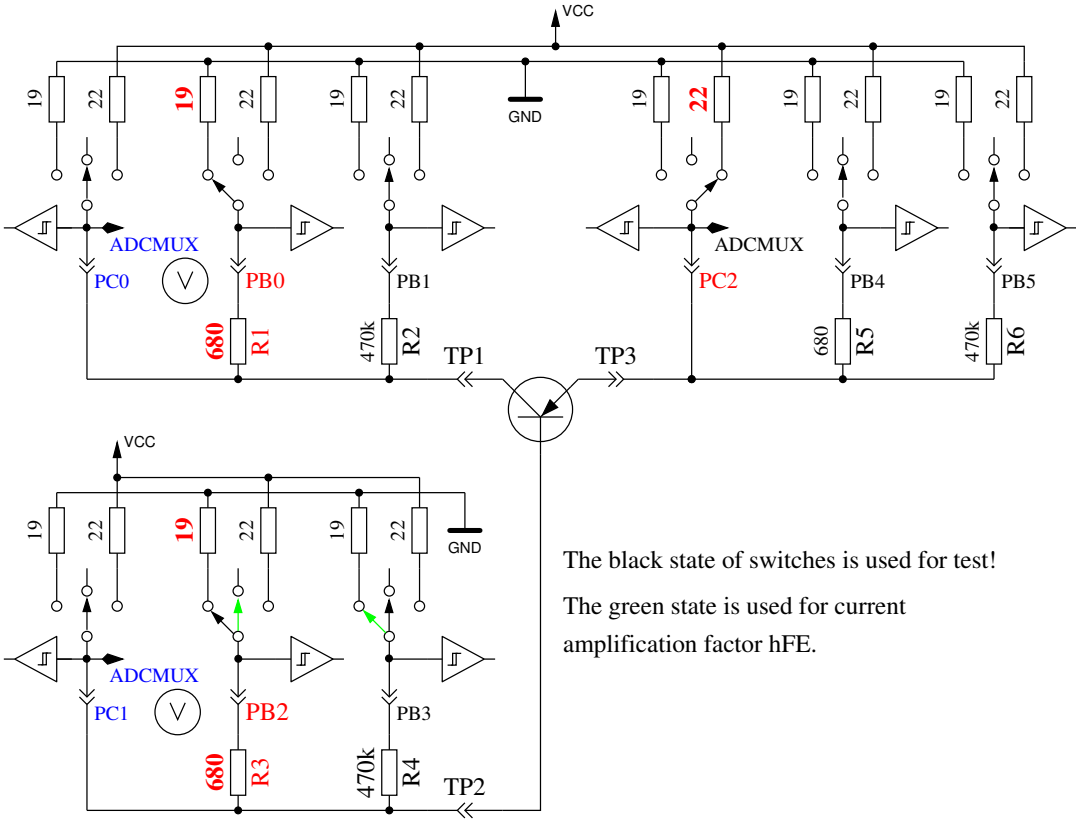 VCC
19
22
19
22
19
22
GND
19
22
19
22
19
22
ADCMUX
ADCMUX
PC0
V
PB0
PB1
PC2
PB4
PB5
680
R1
470k
R2
680
R5
470k
R6
TP1
TP3
VCC
19
22
19
22
19
22
GND
The black state of switches is used for test!
The green state is used for current
amplification factor hFE.
ADCMUX
PC1
V
PB2
PB3
680
R3
470k
R4
TP2